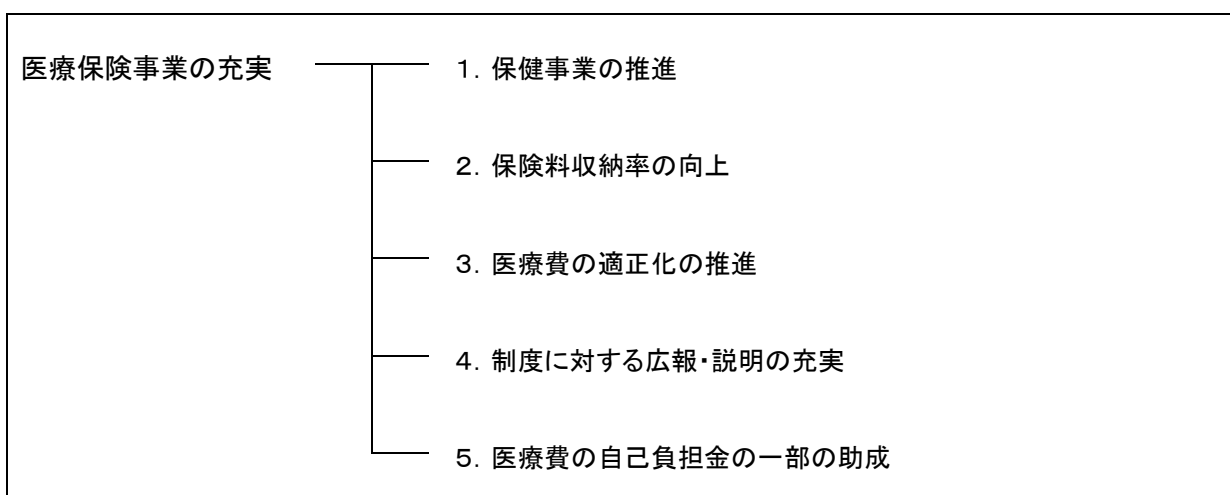 医療保険事業の充実
１．保健事業の推進
２．保険料収納率の向上
３．医療費の適正化の推進
４．制度に対する広報・説明の充実
５．医療費の自己負担金の一部の助成